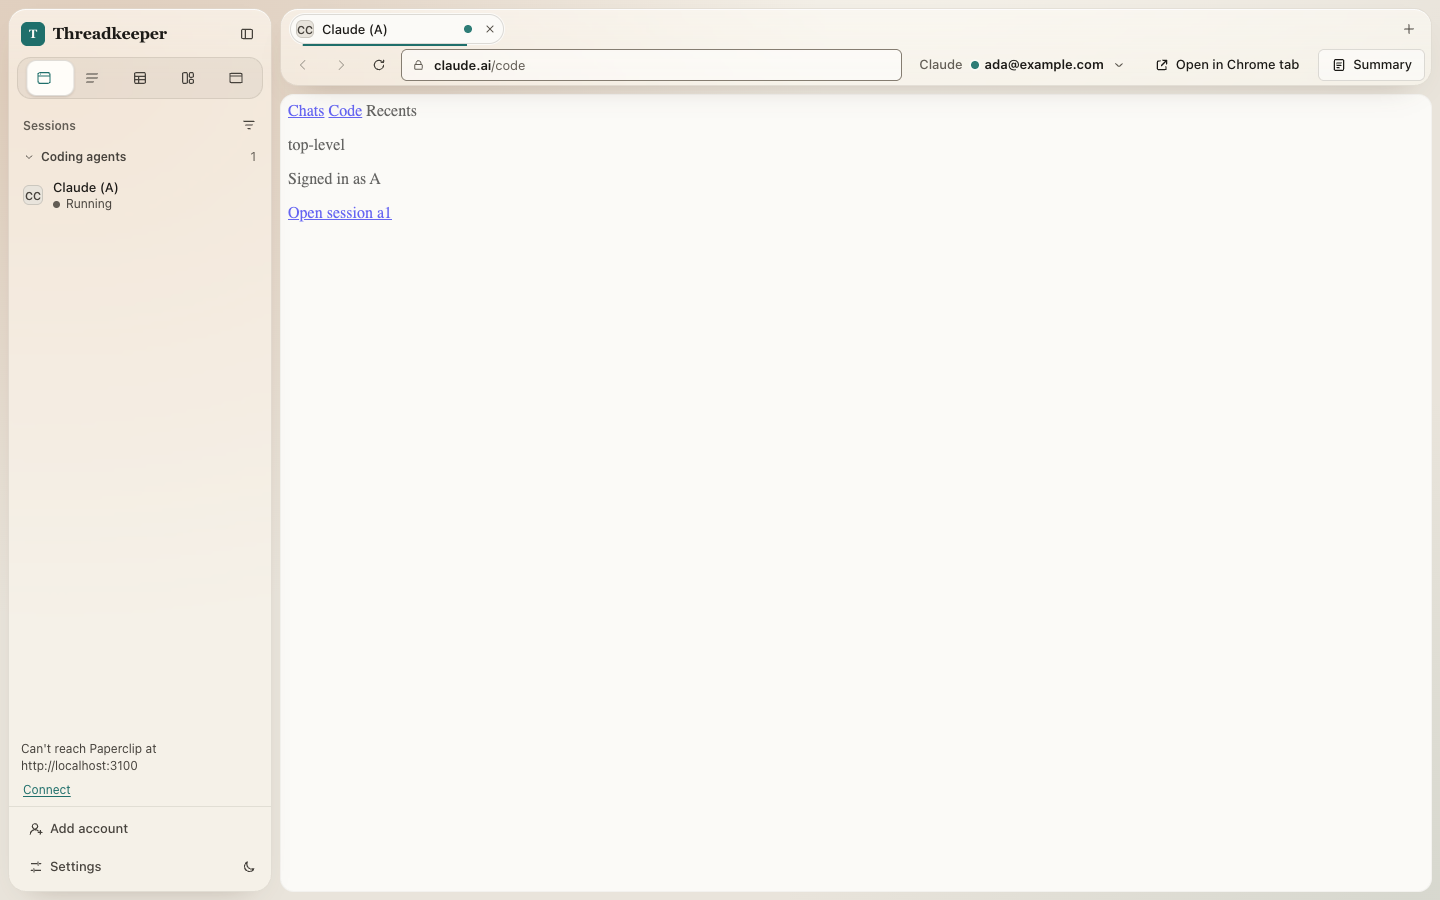 T Threadkeeper
Sessions
Coding agents 1
CC Claude (A)
Running
Can't reach Paperclip at
http://localhost:3100
Connect
Add account
Settings
CC Claude (A)
claude.ai/code
Claude ada@example.com
Open in Chrome tab
Summary
Chats Code Recents
top-level
Signed in as A
Open session a1